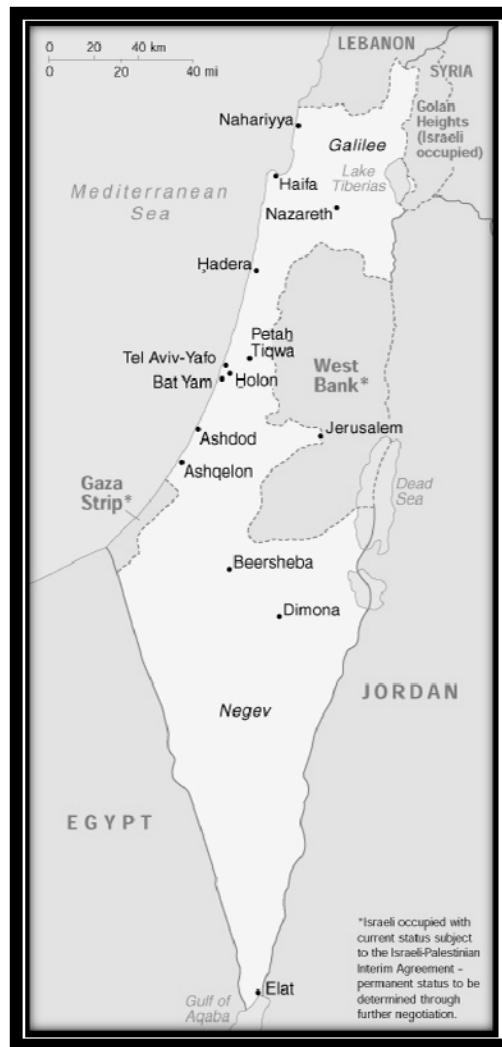 0 20 40 km
0 20 40 mi
LEBANON
SYRIA
Golan
Heights
(Israeli
occupied)
Nahariyya
Galilee
Lake
Tiberias
Haifa
Nazareth
Mediterranean
Sea
Ḥadera
Petaḥ
Tiqwa
Tel Aviv-Yafo
Bat Yam
Ḥolon
West
Bank*
Jerusalem
Ashdod
Ashqelon
Gaza
Strip*
Dead
Sea
Beersheba
Dimona
JORDAN
Negev
EGYPT
*Israeli occupied with
current status subject
to the Israeli-Palestinian
Interim Agreement –
permanent status to be
determined through
further negotiation.
Elat
Gulf of
Aqaba